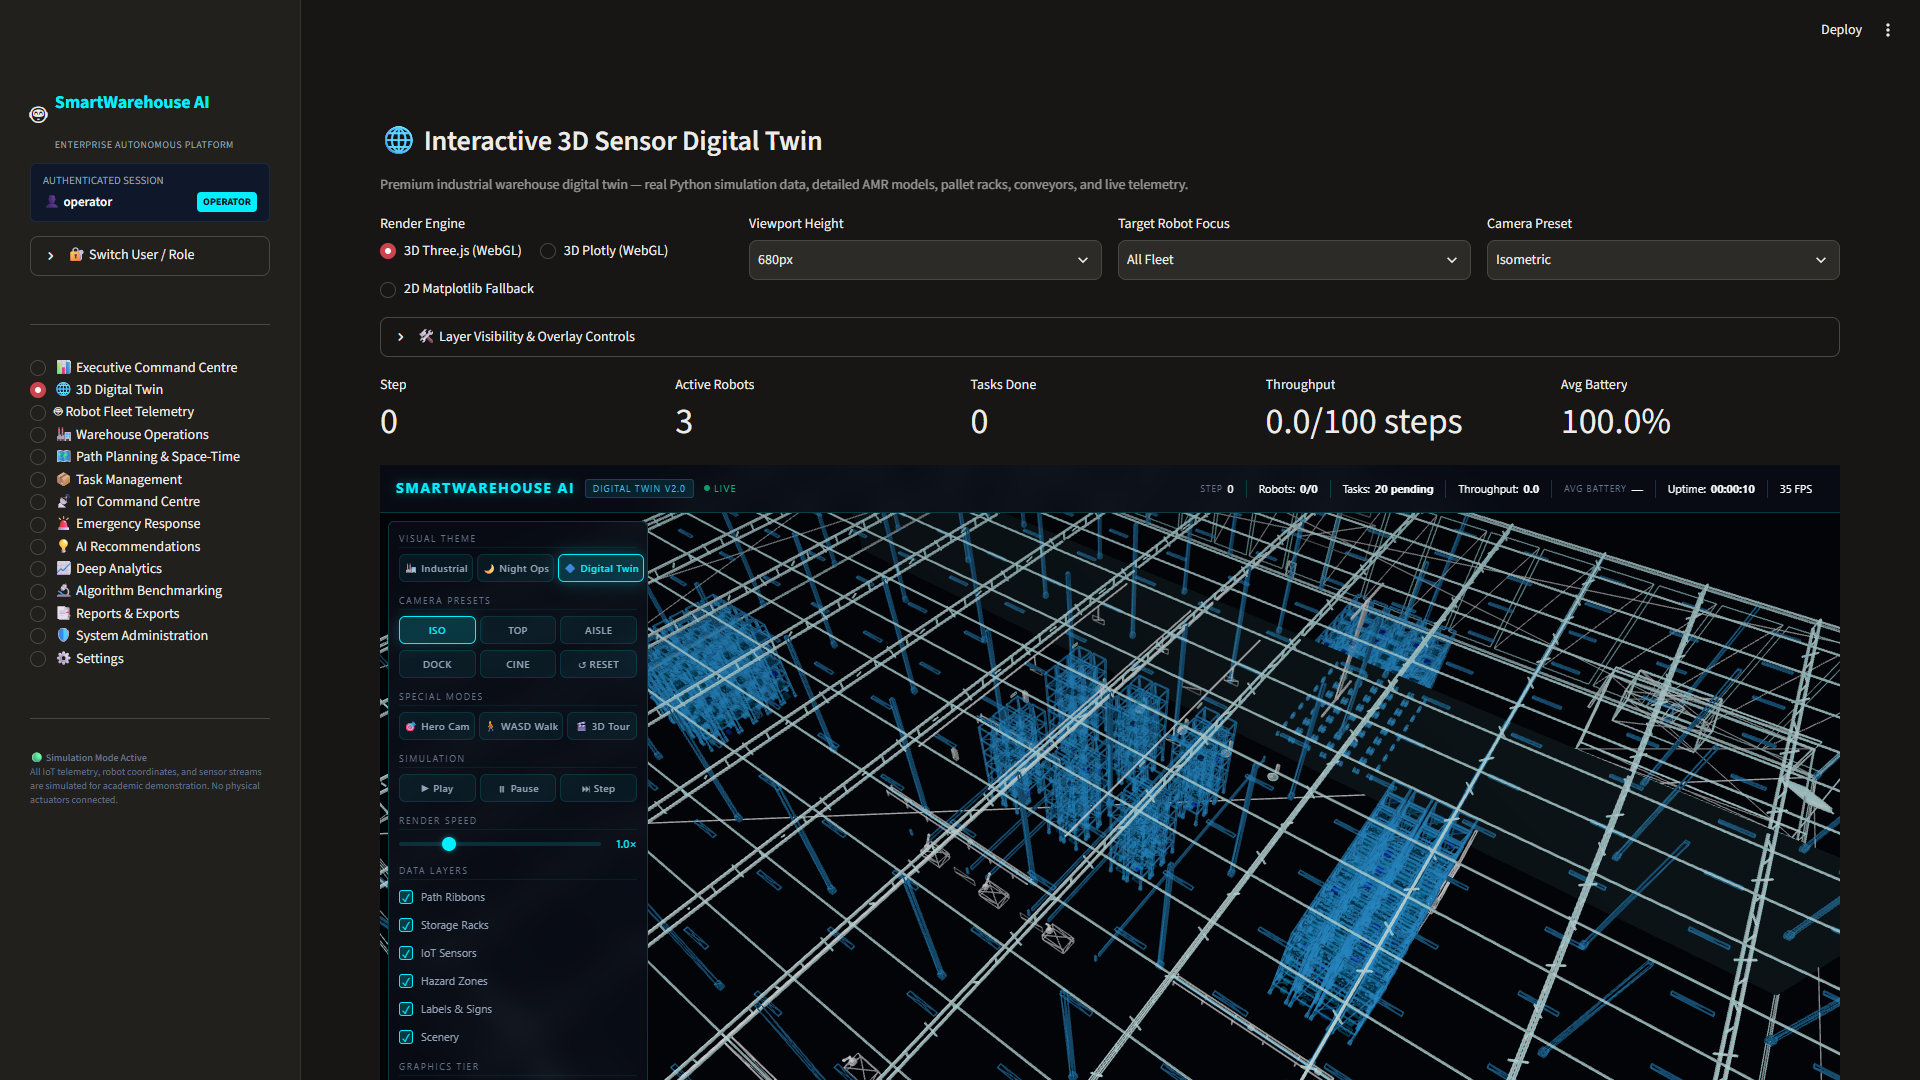 Deploy
SmartWarehouse AI
ENTERPRISE AUTONOMOUS PLATFORM
AUTHENTICATED SESSION
operator
OPERATOR
Switch User / Role
Executive Command Centre
3D Digital Twin
Robot Fleet Telemetry
Warehouse Operations
Path Planning & Space-Time
Task Management
IoT Command Centre
Emergency Response
AI Recommendations
Deep Analytics
Algorithm Benchmarking
Reports & Exports
System Administration
Settings
Simulation Mode Active
All IoT telemetry, robot coordinates, and sensor streams
are simulated for academic demonstration. No physical
actuators connected.
Interactive 3D Sensor Digital Twin
Premium industrial warehouse digital twin — real Python simulation data, detailed AMR models, pallet racks, conveyors, and live telemetry.
Render Engine
3D Three.js (WebGL)
3D Plotly (WebGL)
2D Matplotlib Fallback
Viewport Height
680px
Target Robot Focus
All Fleet
Camera Preset
Isometric
Layer Visibility & Overlay Controls
Step
0
Active Robots
3
Tasks Done
0
Throughput
0.0/100 steps
Avg Battery
100.0%
SMARTWAREHOUSE AI
DIGITAL TWIN V2.0
LIVE
STEP 0
Robots: 0/0
Tasks: 20 pending
Throughput: 0.0
AVG BATTERY —
Uptime: 00:00:10
35 FPS
VISUAL THEME
Industrial
Night Ops
Digital Twin
CAMERA PRESETS
ISO
TOP
AISLE
DOCK
CINE
↺ RESET
SPECIAL MODES
Hero Cam
WASD Walk
3D Tour
SIMULATION
▶ Play
⏸ Pause
⏭ Step
RENDER SPEED
1.0×
DATA LAYERS
Path Ribbons
Storage Racks
IoT Sensors
Hazard Zones
Labels & Signs
Scenery
GRAPHICS TIER